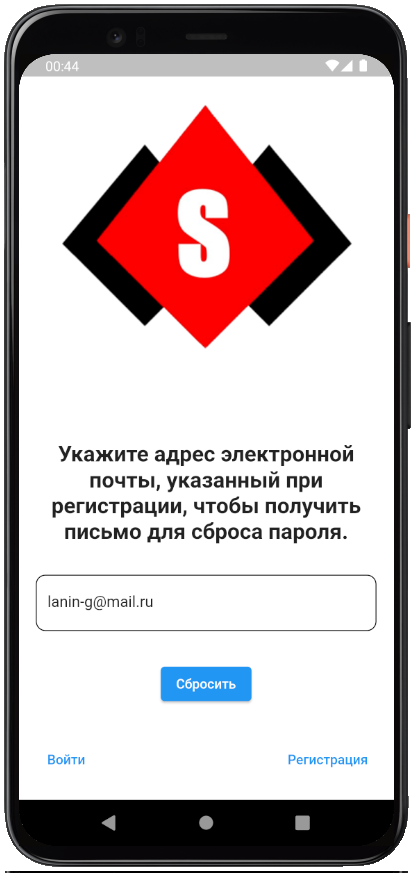 00:44
S
Укажите адрес электронной
почты, указанный при
регистрации, чтобы получить
письмо для сброса пароля.
lanin-g@mail.ru
Сбросить
Войти
Регистрация